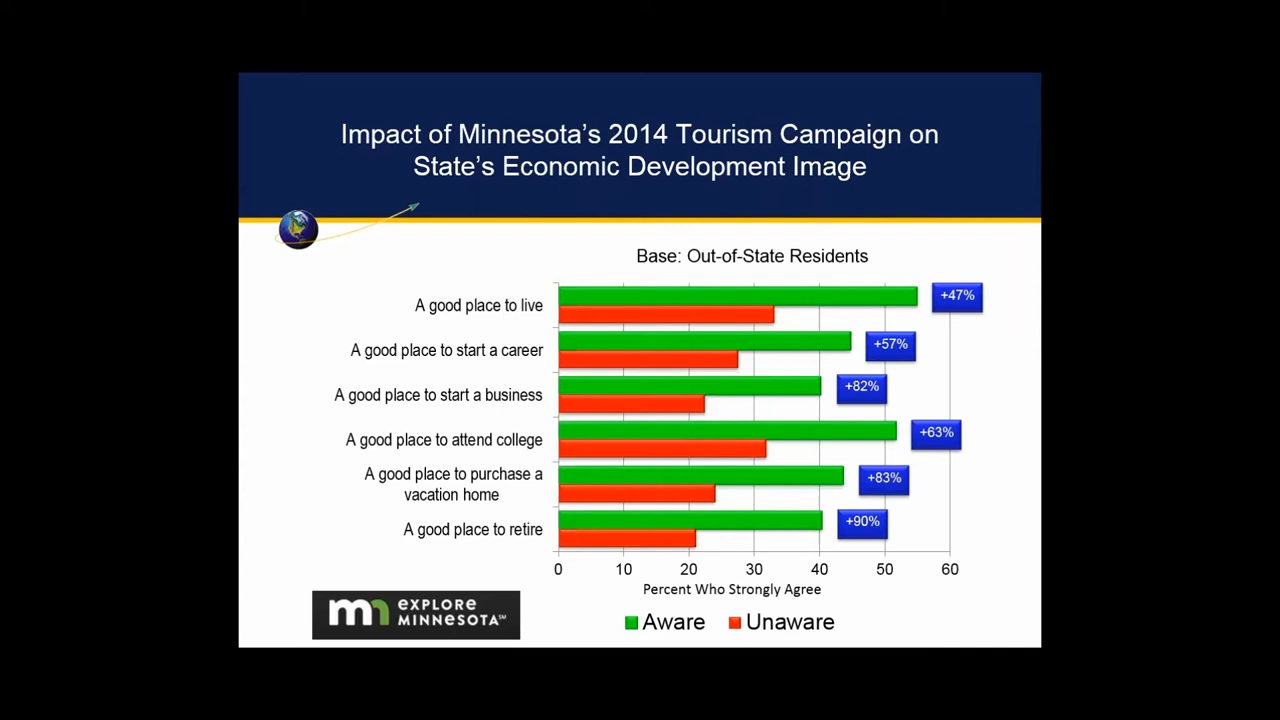 Impact of Minnesota's 2014 Tourism Campaign on
State's Economic Development Image
Base: Out-of-State Residents
A good place to live
+47%
A good place to start a career
+57%
A good place to start a business
+82%
A good place to attend college
+63%
A good place to purchase a
vacation home
+83%
A good place to retire
+90%
0 10 20 30 40 50 60
Percent Who Strongly Agree
Aware Unaware
mn EXPLORE
MINNESOTA℠